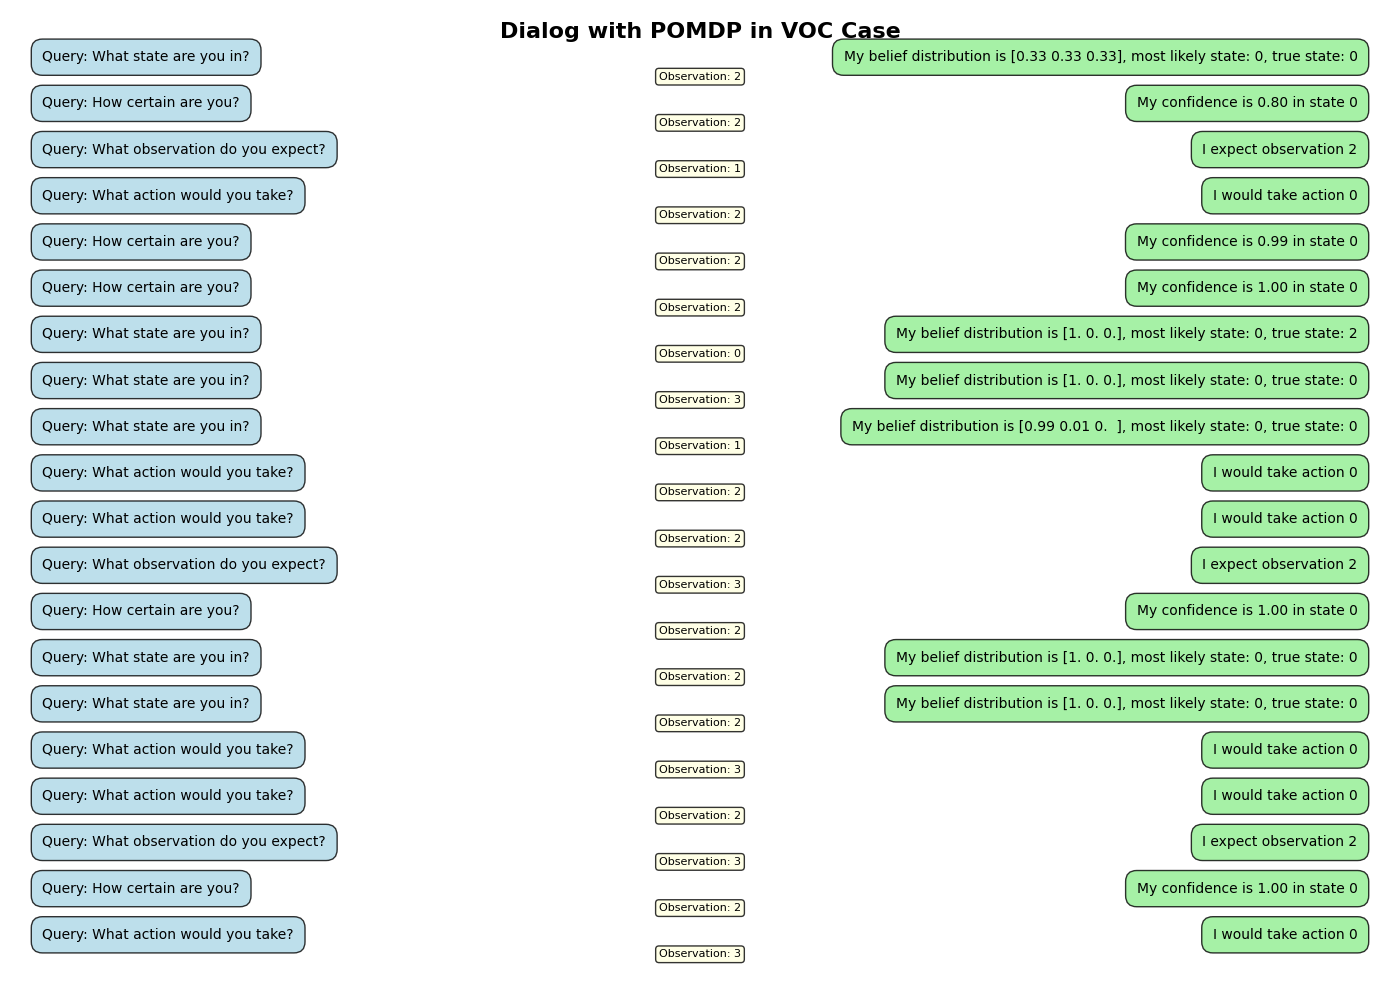 Dialog with POMDP in VOC Case
Query: What state are you in?
My belief distribution is [0.33 0.33 0.33], most likely state: 0, true state: 0
Observation: 2
Query: How certain are you?
My confidence is 0.80 in state 0
Observation: 2
Query: What observation do you expect?
I expect observation 2
Observation: 1
Query: What action would you take?
I would take action 0
Observation: 2
Query: How certain are you?
My confidence is 0.99 in state 0
Observation: 2
Query: How certain are you?
My confidence is 1.00 in state 0
Observation: 2
Query: What state are you in?
My belief distribution is [1. 0. 0.], most likely state: 0, true state: 2
Observation: 0
Query: What state are you in?
My belief distribution is [1. 0. 0.], most likely state: 0, true state: 0
Observation: 3
Query: What state are you in?
My belief distribution is [0.99 0.01 0.  ], most likely state: 0, true state: 0
Observation: 1
Query: What action would you take?
I would take action 0
Observation: 2
Query: What action would you take?
I would take action 0
Observation: 2
Query: What observation do you expect?
I expect observation 2
Observation: 3
Query: How certain are you?
My confidence is 1.00 in state 0
Observation: 2
Query: What state are you in?
My belief distribution is [1. 0. 0.], most likely state: 0, true state: 0
Observation: 2
Query: What state are you in?
My belief distribution is [1. 0. 0.], most likely state: 0, true state: 0
Observation: 2
Query: What action would you take?
I would take action 0
Observation: 3
Query: What action would you take?
I would take action 0
Observation: 2
Query: What observation do you expect?
I expect observation 2
Observation: 3
Query: How certain are you?
My confidence is 1.00 in state 0
Observation: 2
Query: What action would you take?
I would take action 0
Observation: 3